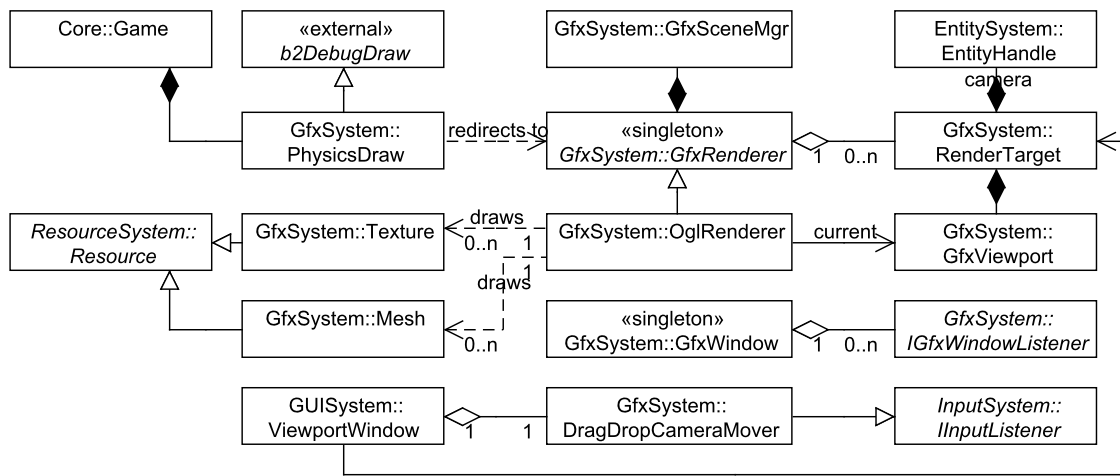 Core::Game
«external»
b2DebugDraw
GfxSystem::GfxSceneMgr
EntitySystem::
EntityHandle
camera
GfxSystem::
PhysicsDraw
redirects to
«singleton»
GfxSystem::GfxRenderer
1
0..n
GfxSystem::
RenderTarget
ResourceSystem::
Resource
GfxSystem::Texture
draws
0..n
1
GfxSystem::OglRenderer
current
GfxSystem::
GfxViewport
1
draws
GfxSystem::Mesh
0..n
«singleton»
GfxSystem::GfxWindow
1
0..n
GfxSystem::
IGfxWindowListener
GUISystem::
ViewportWindow
1
1
GfxSystem::
DragDropCameraMover
InputSystem::
IInputListener